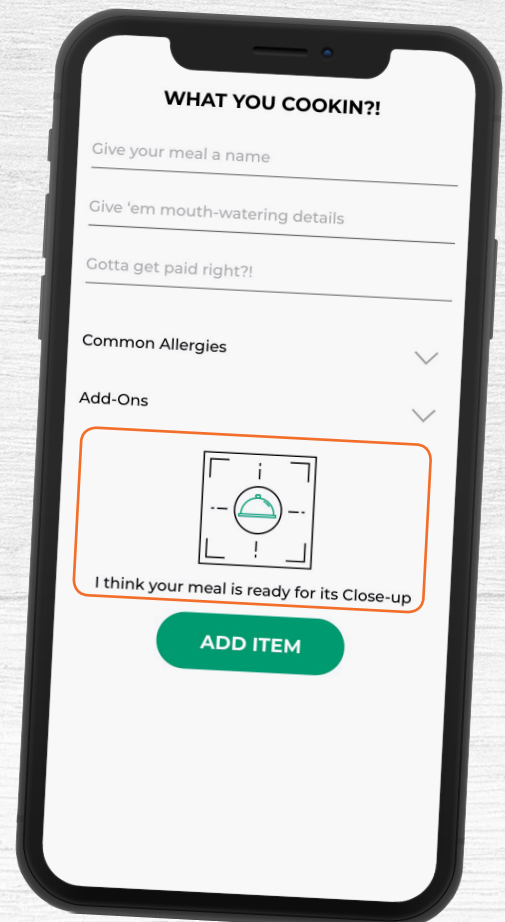 WHAT YOU COOKIN?!
Give your meal a name
Give 'em mouth-watering details
Gotta get paid right?!
Common Allergies
Add-Ons
I think your meal is ready for its Close-up
ADD ITEM